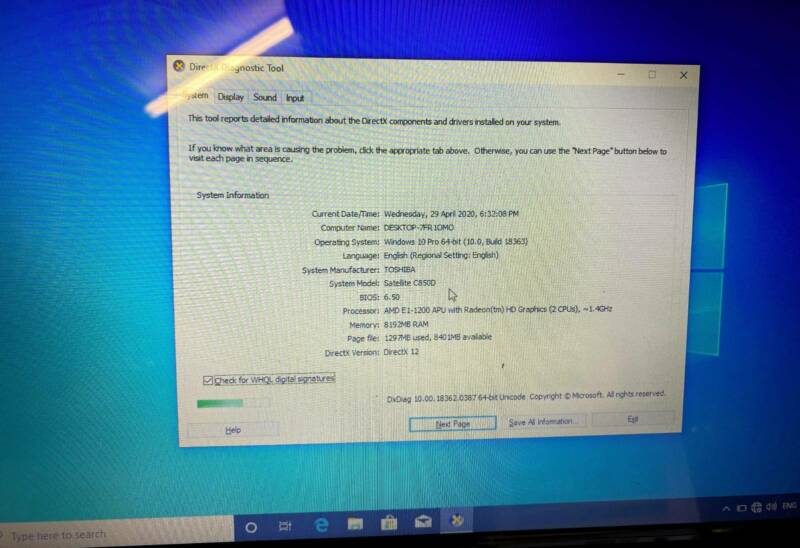 DirectX Diagnostic Tool
System Display Sound Input
This tool reports detailed information about the DirectX components and drivers installed on your system.
If you know what area is causing the problem, click the appropriate tab above. Otherwise, you can use the "Next Page" button below to
visit each page in sequence.
System Information
Current Date/Time: Wednesday, 29 April 2020, 6:32:08 PM
Computer Name: DESKTOP-7FR1OMO
Operating System: Windows 10 Pro 64-bit (10.0, Build 18363)
Language: English (Regional Setting: English)
System Manufacturer: TOSHIBA
System Model: Satellite C850D
BIOS: 6.50
Processor: AMD E1-1200 APU with Radeon(tm) HD Graphics (2 CPUs), ~1.4GHz
Memory: 8192MB RAM
Page file: 1297MB used, 8401MB available
DirectX Version: DirectX 12
Check for WHQL digital signatures
DxDiag 10.00.18362.0387 64-bit Unicode Copyright © Microsoft. All rights reserved.
Help Next Page Save All Information... Exit
Type here to search
ENG